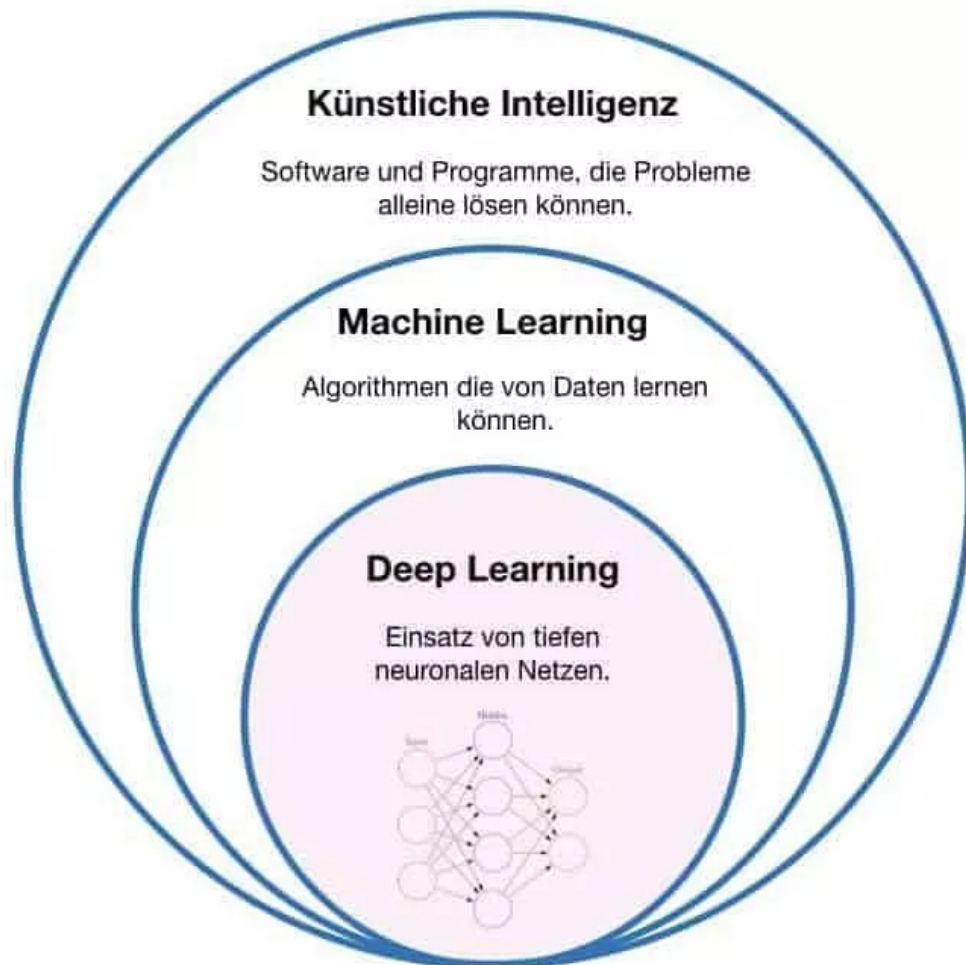 Künstliche Intelligenz
Software und Programme, die Probleme
alleine lösen können.
Machine Learning
Algorithmen die von Daten lernen
können.
Deep Learning
Einsatz von tiefen
neuronalen Netzen.
Hidden